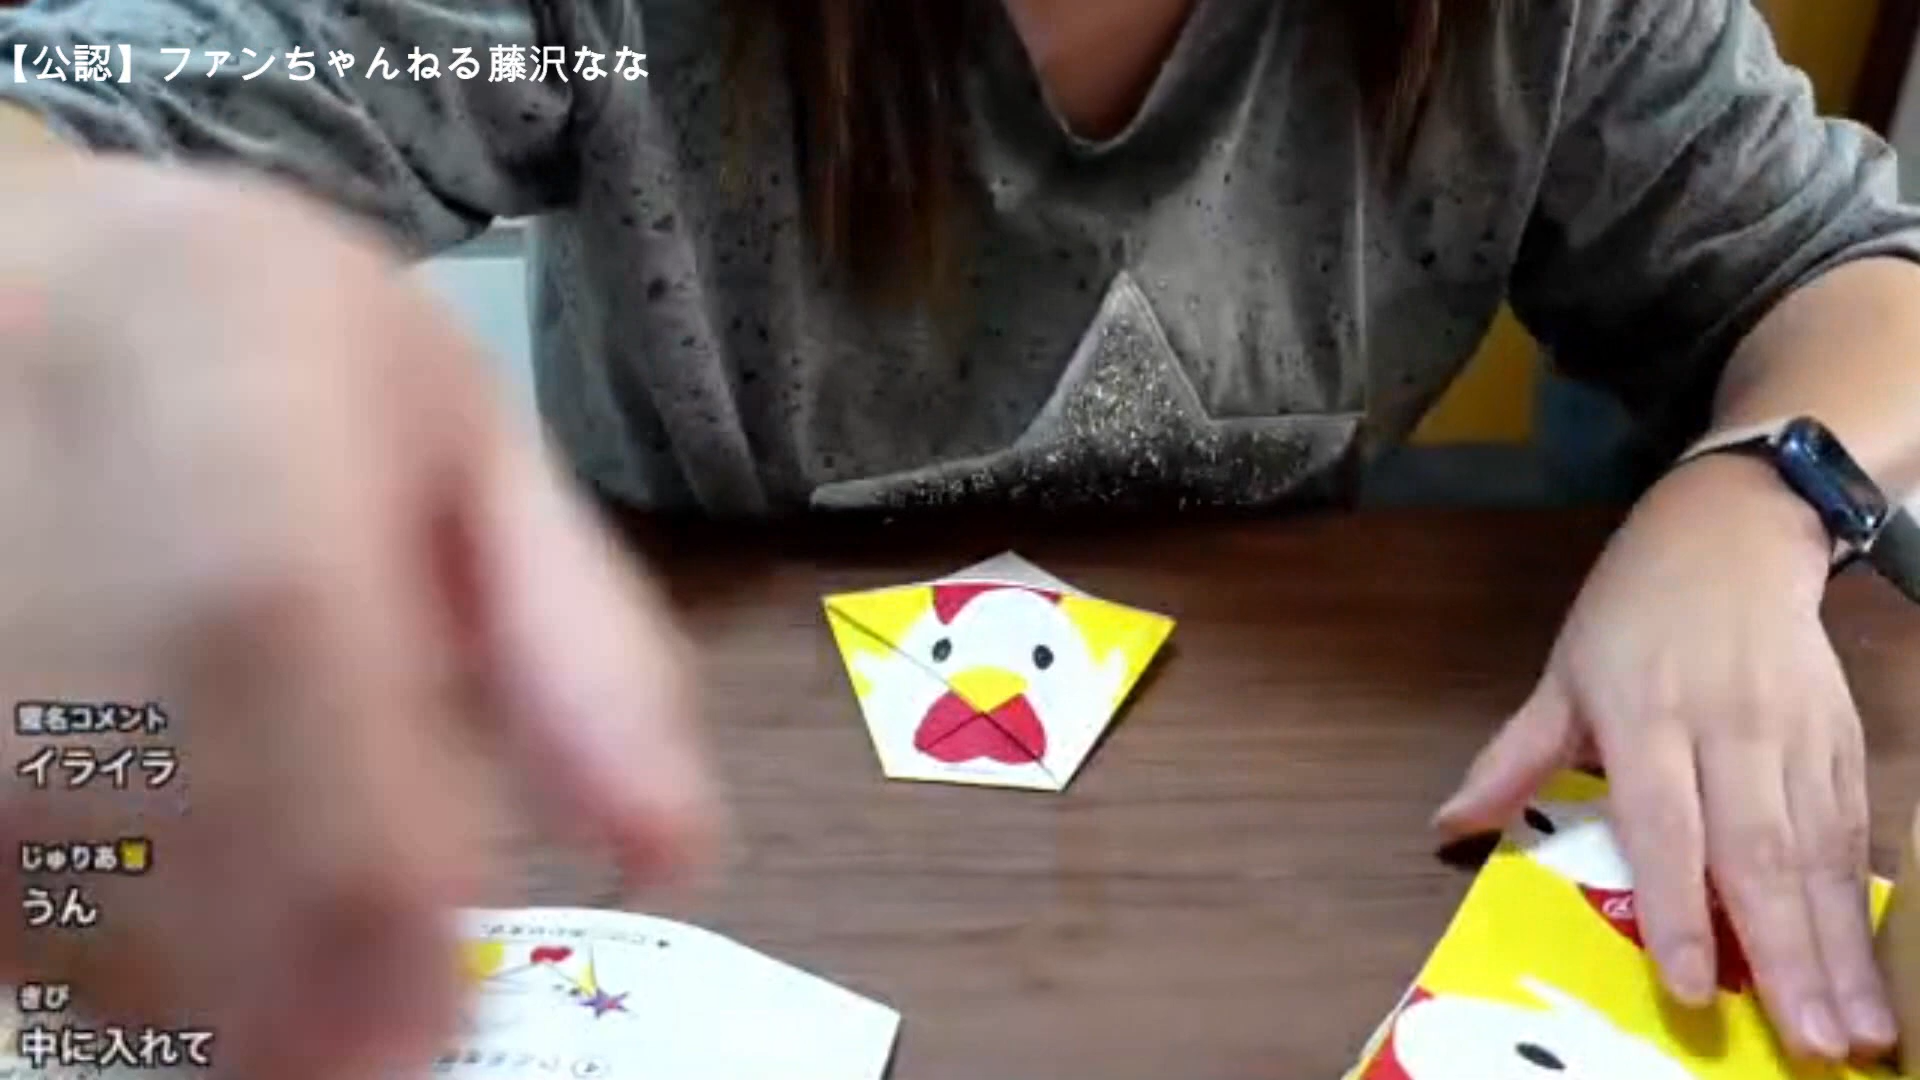 【公認】ファンちゃんねる藤沢なな
匿名コメント
イライラ
じゅりあ
うん
きび
中に入れて